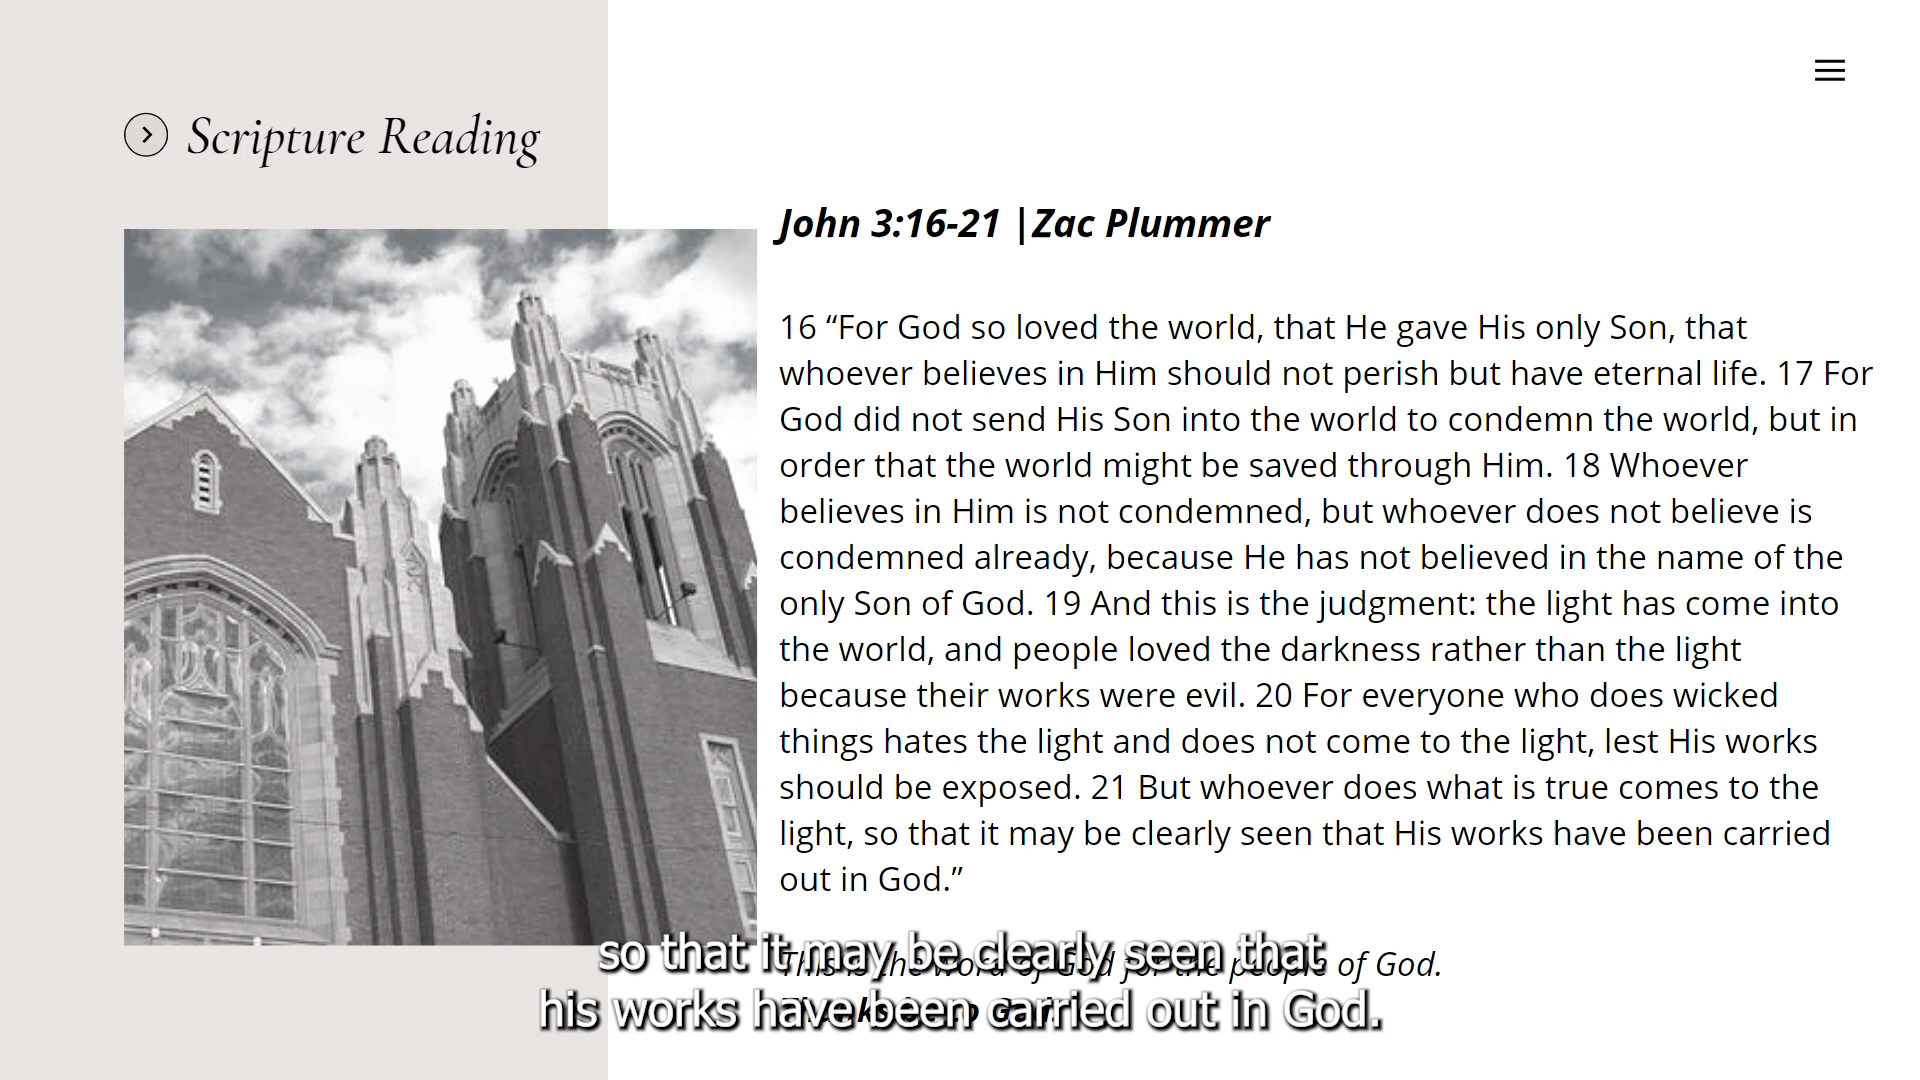 Scripture Reading
John 3:16-21 |Zac Plummer
16 “For God so loved the world, that He gave His only Son, that
whoever believes in Him should not perish but have eternal life. 17 For
God did not send His Son into the world to condemn the world, but in
order that the world might be saved through Him. 18 Whoever
believes in Him is not condemned, but whoever does not believe is
condemned already, because He has not believed in the name of the
only Son of God. 19 And this is the judgment: the light has come into
the world, and people loved the darkness rather than the light
because their works were evil. 20 For everyone who does wicked
things hates the light and does not come to the light, lest His works
should be exposed. 21 But whoever does what is true comes to the
light, so that it may be clearly seen that His works have been carried
out in God.”
This is the word of God for the people of God.
so that it may be clearly seen that
his works have been carried out in God.